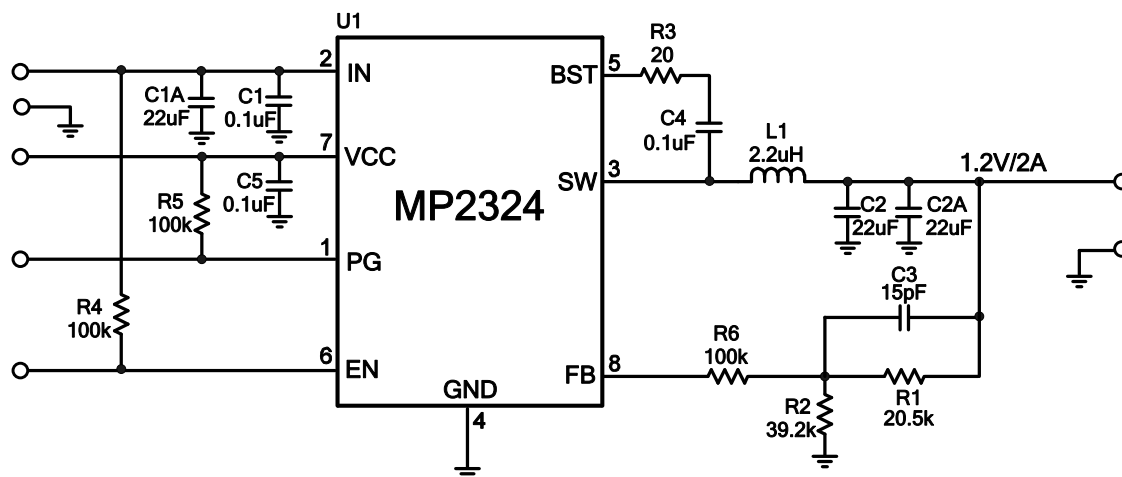 U1
2
IN
C1A
22uF
C1
0.1uF
7
VCC
C5
0.1uF
R5
100k
1
PG
R4
100k
6
EN
MP2324
GND
4
BST
5
R3
20
C4
0.1uF
SW
3
L1
2.2uH
1.2V/2A
C2
22uF
C2A
22uF
C3
15pF
FB
8
R6
100k
R1
20.5k
R2
39.2k